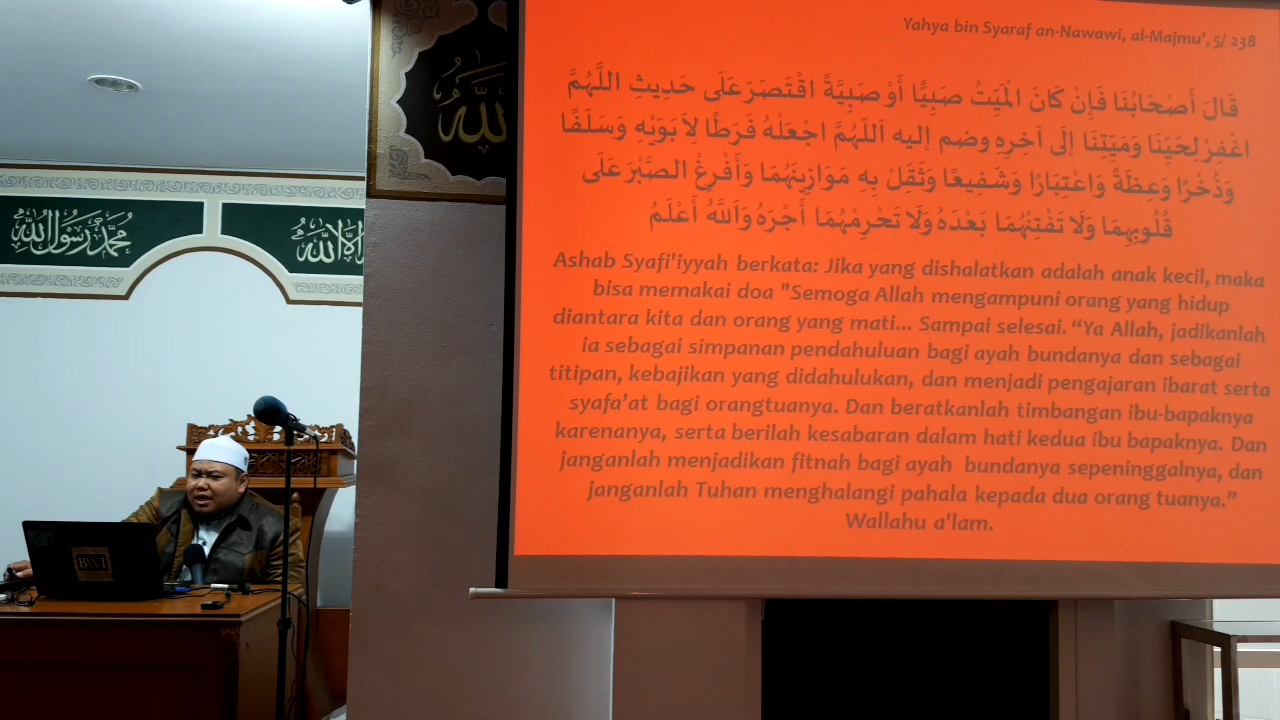 Yahya bin Syaraf an-Nawawi, al-Majmu', 5/ 238
قَالَ أَصْحَابُنَا فَإِنْ كَانَ الْمَيِّتُ صَبِيًّا أَوْ صَبِيَّةً اقْتَصَرَ عَلَى حَدِيثِ اللَّهُمَّ
اغْفِرْ لِحَيِّنَا وَمَيِّتِنَا إلَى آخِرِهِ وضم إليه اَللَّهُمَّ اجْعَلْهُ فَرَطًا لِأَبَوَيْهِ وَسَلَفًا
وَذُخْرًا وَعِظَةً وَاعْتِبَارًا وَشَفِيعًا وَثَقِّلْ بِهِ مَوَازِينَهُمَا وَأَفْرِغْ الصَّبْرَ عَلَى
قُلُوبِهِمَا وَلَا تَفْتِنْهُمَا بَعْدَهُ وَلَا تَحْرِمْهُمَا أَجْرَهُ وَاَللَّهُ أَعْلَمُ
Ashab Syafi'iyyah berkata: Jika yang dishalatkan adalah anak kecil, maka
bisa memakai doa "Semoga Allah mengampuni orang yang hidup
diantara kita dan orang yang mati... Sampai selesai. “Ya Allah, jadikanlah
ia sebagai simpanan pendahuluan bagi ayah bundanya dan sebagai
titipan, kebajikan yang didahulukan, dan menjadi pengajaran ibarat serta
syafa’at bagi orangtuanya. Dan beratkanlah timbangan ibu-bapaknya
karenanya, serta berilah kesabaran dalam hati kedua ibu bapaknya. Dan
janganlah menjadikan fitnah bagi ayah bundanya sepeninggalnya, dan
janganlah Tuhan menghalangi pahala kepada dua orang tuanya.”
Wallahu a'lam.
الله
محمد رسول الله
الا الله
BWI